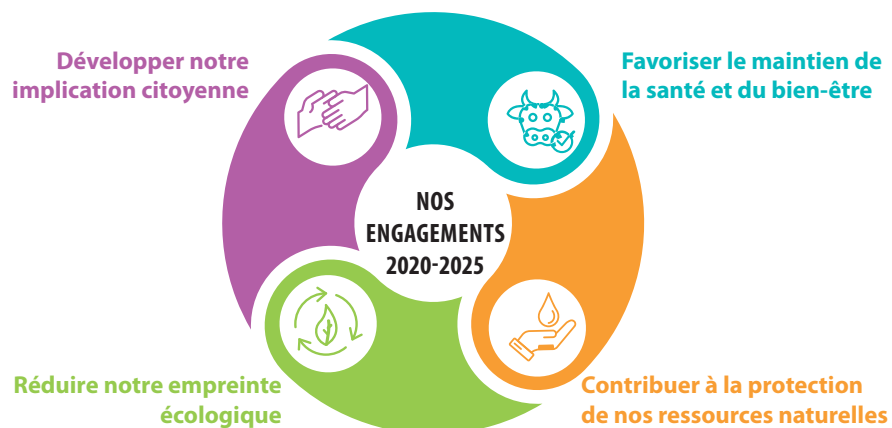 Développer notre
implication citoyenne
Favoriser le maintien de
la santé et du bien-être
NOS
ENGAGEMENTS
2020-2025
Réduire notre empreinte
écologique
Contribuer à la protection
de nos ressources naturelles